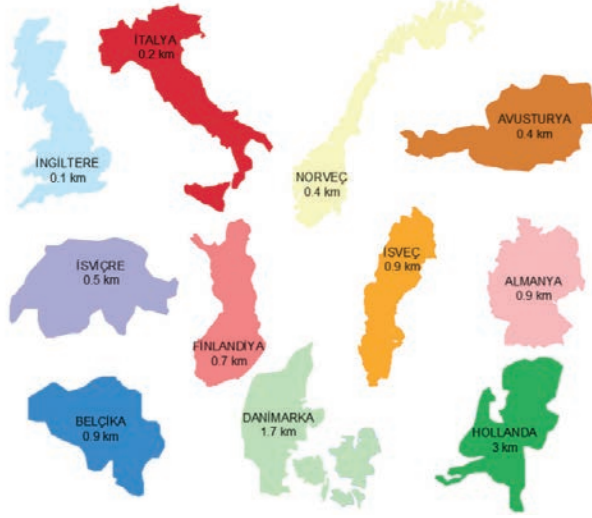 İTALYA
0.2 km
AVUSTURYA
0.4 km
İNGİLTERE
0.1 km
NORVEÇ
0.4 km
İSVİÇRE
0.5 km
İSVEÇ
0.9 km
ALMANYA
0.9 km
FİNLANDİYA
0.7 km
BELÇİKA
0.9 km
DANİMARKA
1.7 km
HOLLANDA
3 km